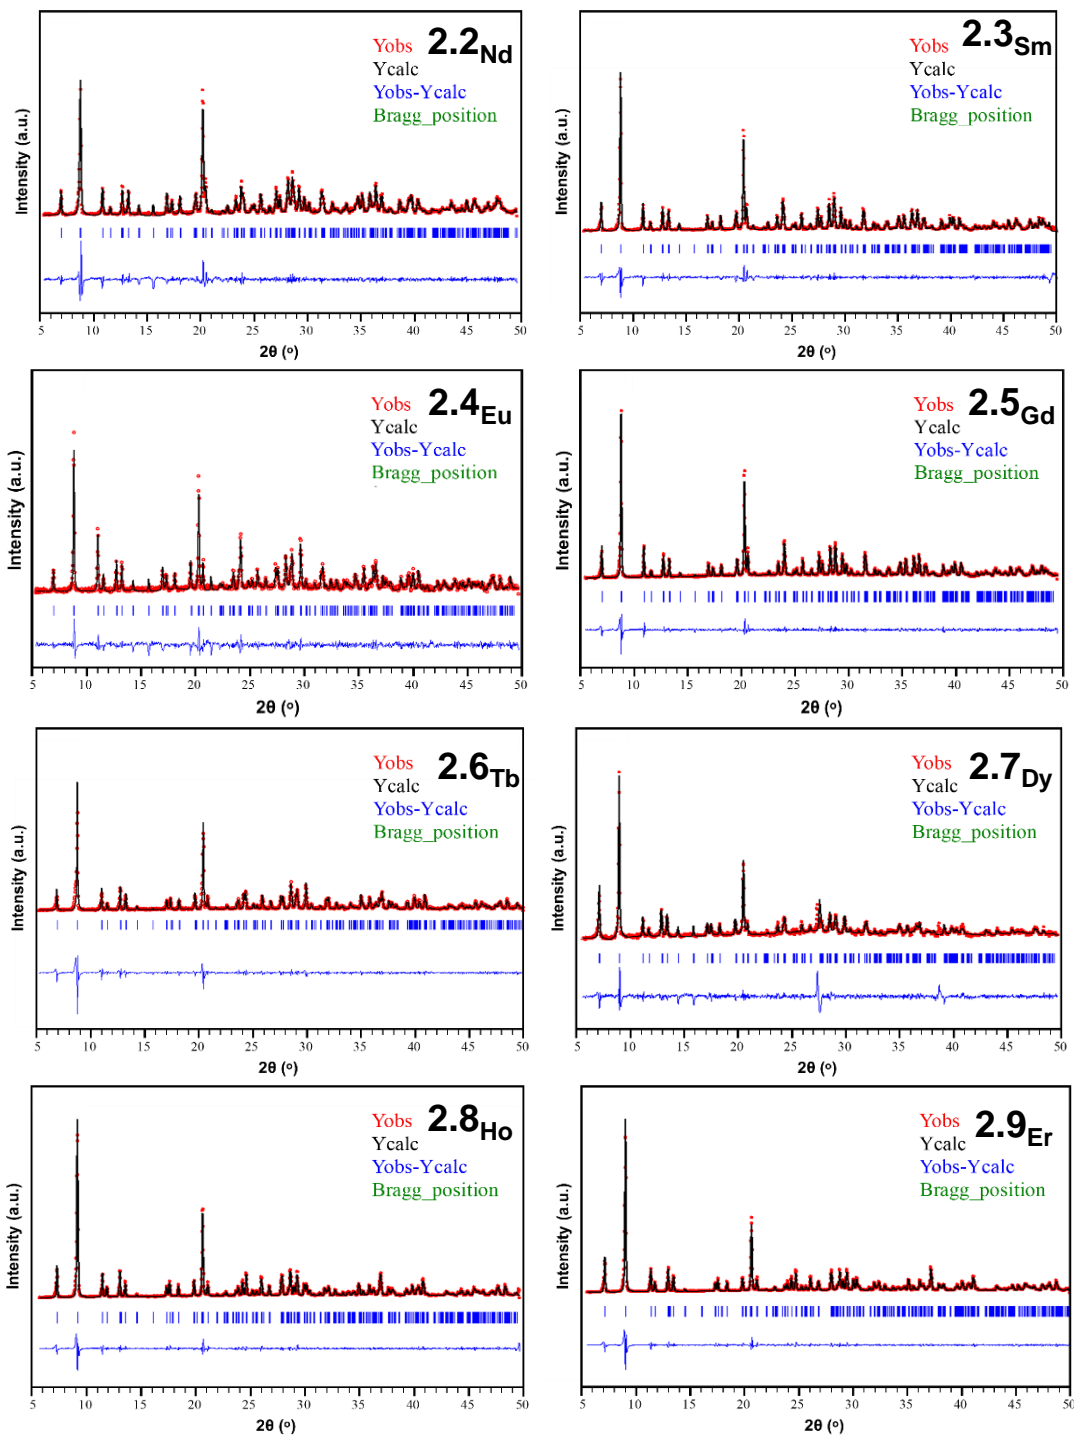 2.2Nd
Yobs
Ycalc
Yobs-Ycalc
Bragg_position
Intensity (a.u.)
5 10 15 20 25 30 35 40 45 50
2θ (º)
2.3Sm
Yobs
Ycalc
Yobs-Ycalc
Bragg_position
Intensity (a.u.)
5 10 15 20 25 30 35 40 45 50
2θ (º)
2.4Eu
Yobs
Ycalc
Yobs-Ycalc
Bragg_position
Intensity (a.u.)
5 10 15 20 25 30 35 40 45 50
2θ (º)
2.5Gd
Yobs
Ycalc
Yobs-Ycalc
Bragg_position
Intensity (a.u.)
5 10 15 20 25 30 35 40 45 50
2θ (º)
2.6Tb
Yobs
Ycalc
Yobs-Ycalc
Bragg_position
Intensity (a.u.)
5 10 15 20 25 30 35 40 45 50
2θ (º)
2.7Dy
Yobs
Ycalc
Yobs-Ycalc
Bragg_position
Intensity (a.u.)
5 10 15 20 25 30 35 40 45 50
2θ (º)
2.8Ho
Yobs
Ycalc
Yobs-Ycalc
Bragg_position
Intensity (a.u.)
5 10 15 20 25 30 35 40 45 50
2θ (º)
2.9Er
Yobs
Ycalc
Yobs-Ycalc
Bragg_position
Intensity (a.u.)
5 10 15 20 25 30 35 40 45 50
2θ (º)